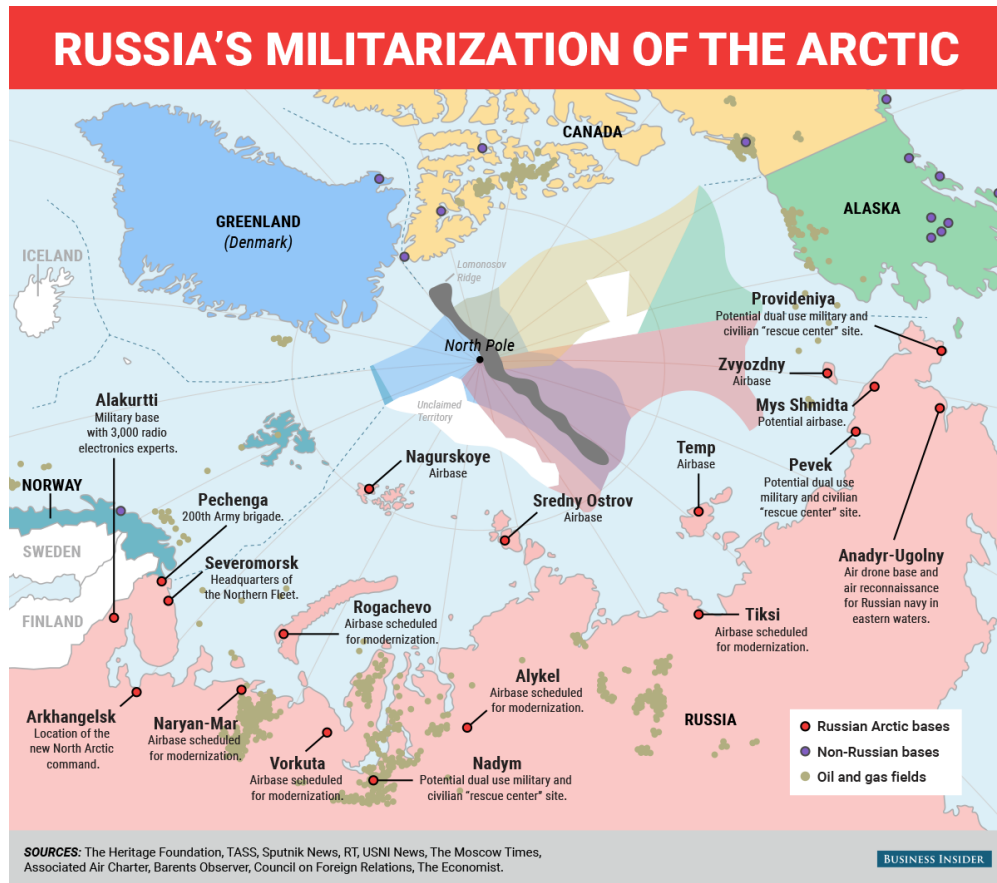 RUSSIA'S MILITARIZATION OF THE ARCTIC
CANADA
GREENLAND
(Denmark)
ALASKA
ICELAND
Lomonosov
Ridge
North Pole
Provideniya
Potential dual use military and
civilian “rescue center” site.
Zvyozdny
Airbase
Mys Shmidta
Potential airbase.
Unclaimed
Territory
Alakurtti
Military base
with 3,000 radio
electronics experts.
Nagurskoye
Airbase
Temp
Airbase
Pevek
Potential dual use
military and civilian
“rescue center” site.
NORWAY
Pechenga
200th Army brigade.
Sredny Ostrov
Airbase
SWEDEN
Severomorsk
Headquarters of
the Northern Fleet.
Anadyr-Ugolny
Air drone base and
air reconnaissance
for Russian navy in
eastern waters.
FINLAND
Rogachevo
Airbase scheduled
for modernization.
Tiksi
Airbase scheduled
for modernization.
Alykel
Airbase scheduled
for modernization.
Arkhangelsk
Location of the
new North Arctic
command.
Naryan-Mar
Airbase scheduled
for modernization.
RUSSIA
Vorkuta
Airbase scheduled
for modernization.
Nadym
Potential dual use military and
civilian “rescue center” site.
Russian Arctic bases
Non-Russian bases
Oil and gas fields
SOURCES: The Heritage Foundation, TASS, Sputnik News, RT, USNI News, The Moscow Times,
Associated Air Charter, Barents Observer, Council on Foreign Relations, The Economist.
BUSINESS INSIDER